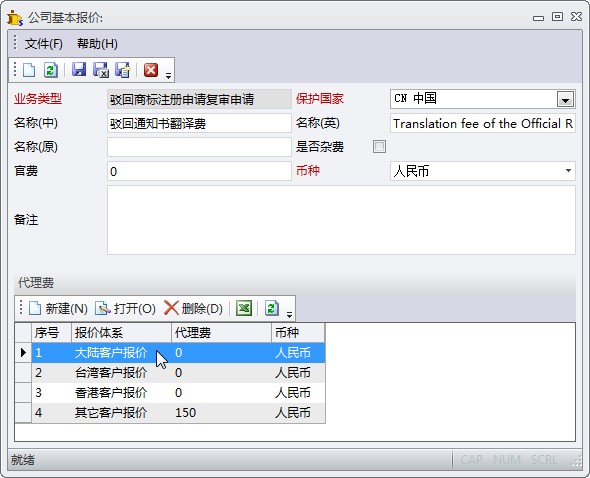 公司基本报价:
文件(F) 帮助(H)
业务类型 驳回商标注册申请复审申请 保护国家 CN 中国
名称(中) 驳回通知书翻译费 名称(英) Translation fee of the Official R
名称(原) 是否杂费
官费 0 币种 人民币
备注
代理费
新建(N) 打开(O) 删除(D)
序号 报价体系 代理费 币种
1 大陆客户报价 0 人民币
2 台湾客户报价 0 人民币
3 香港客户报价 0 人民币
4 其它客户报价 150 人民币
就绪 CAP NUM SCRL